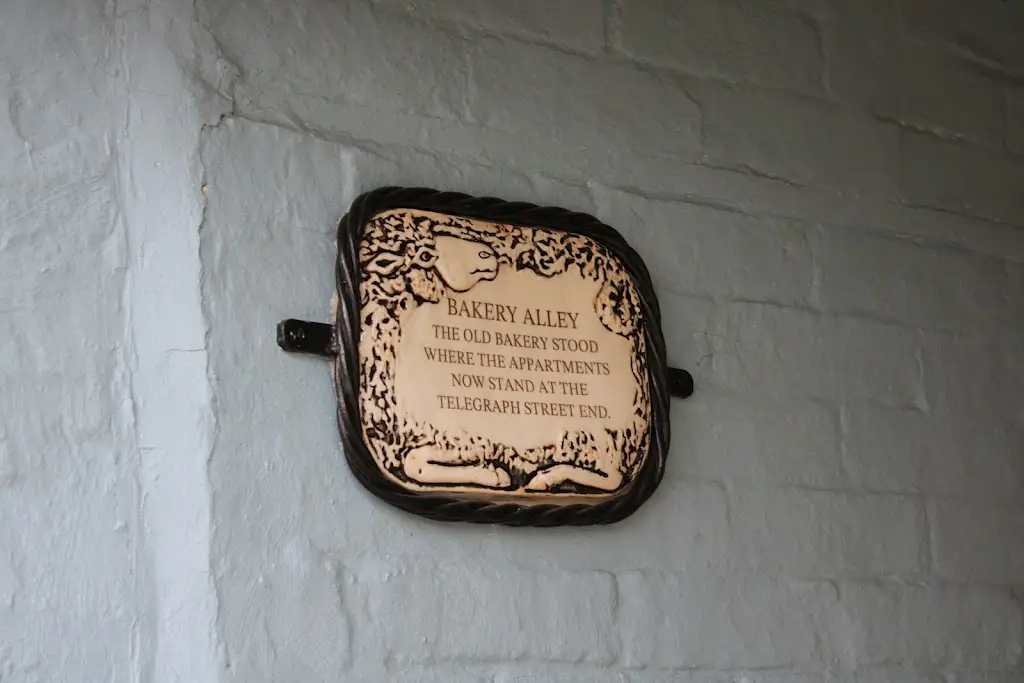 BAKERY ALLEY
THE OLD BAKERY STOOD
WHERE THE APPARTMENTS
NOW STAND AT THE
TELEGRAPH STREET END.